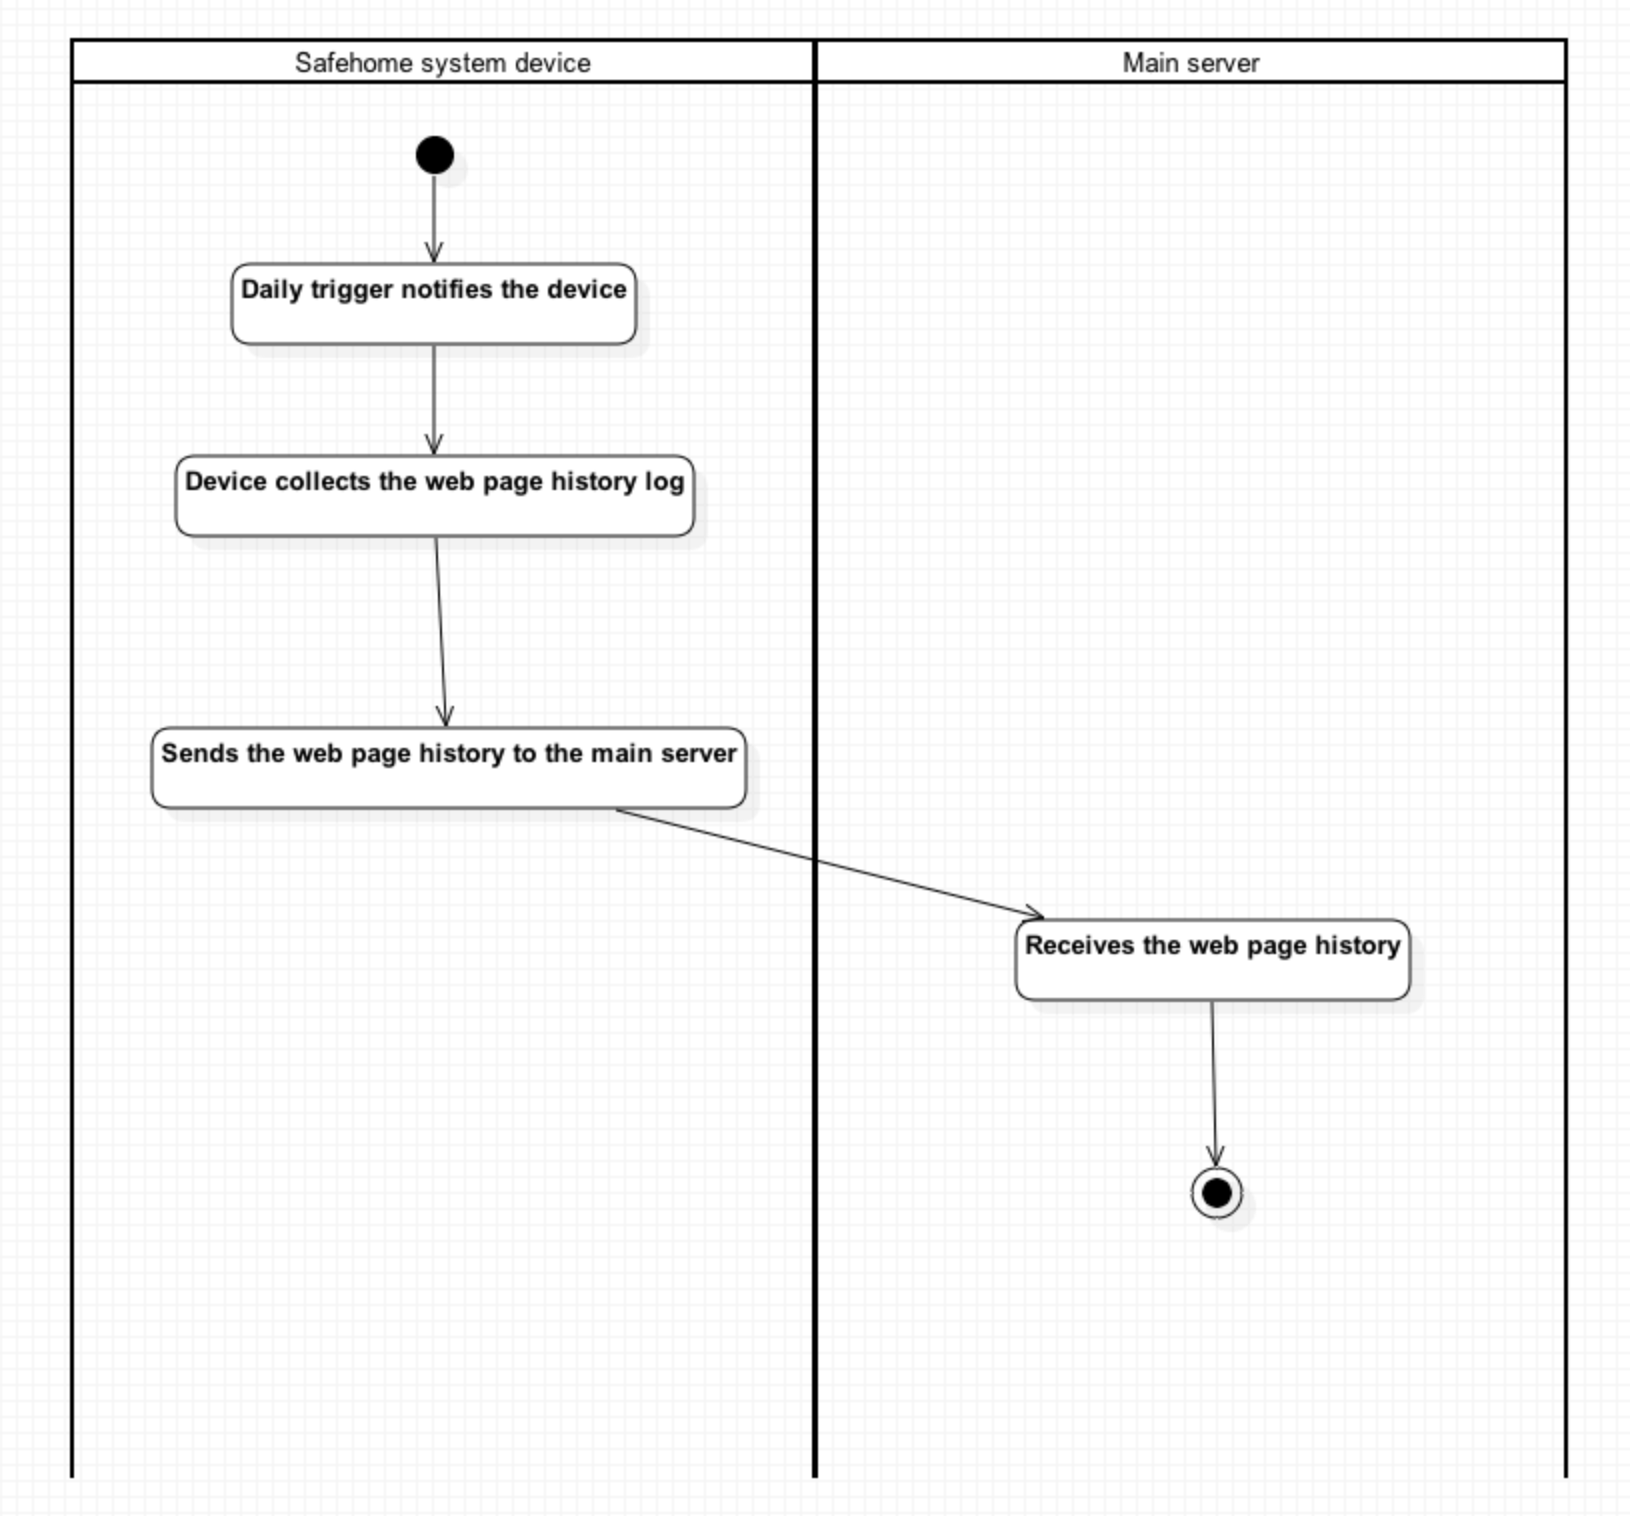 Safehome system device
Main server
Daily trigger notifies the device
Device collects the web page history log
Sends the web page history to the main server
Receives the web page history